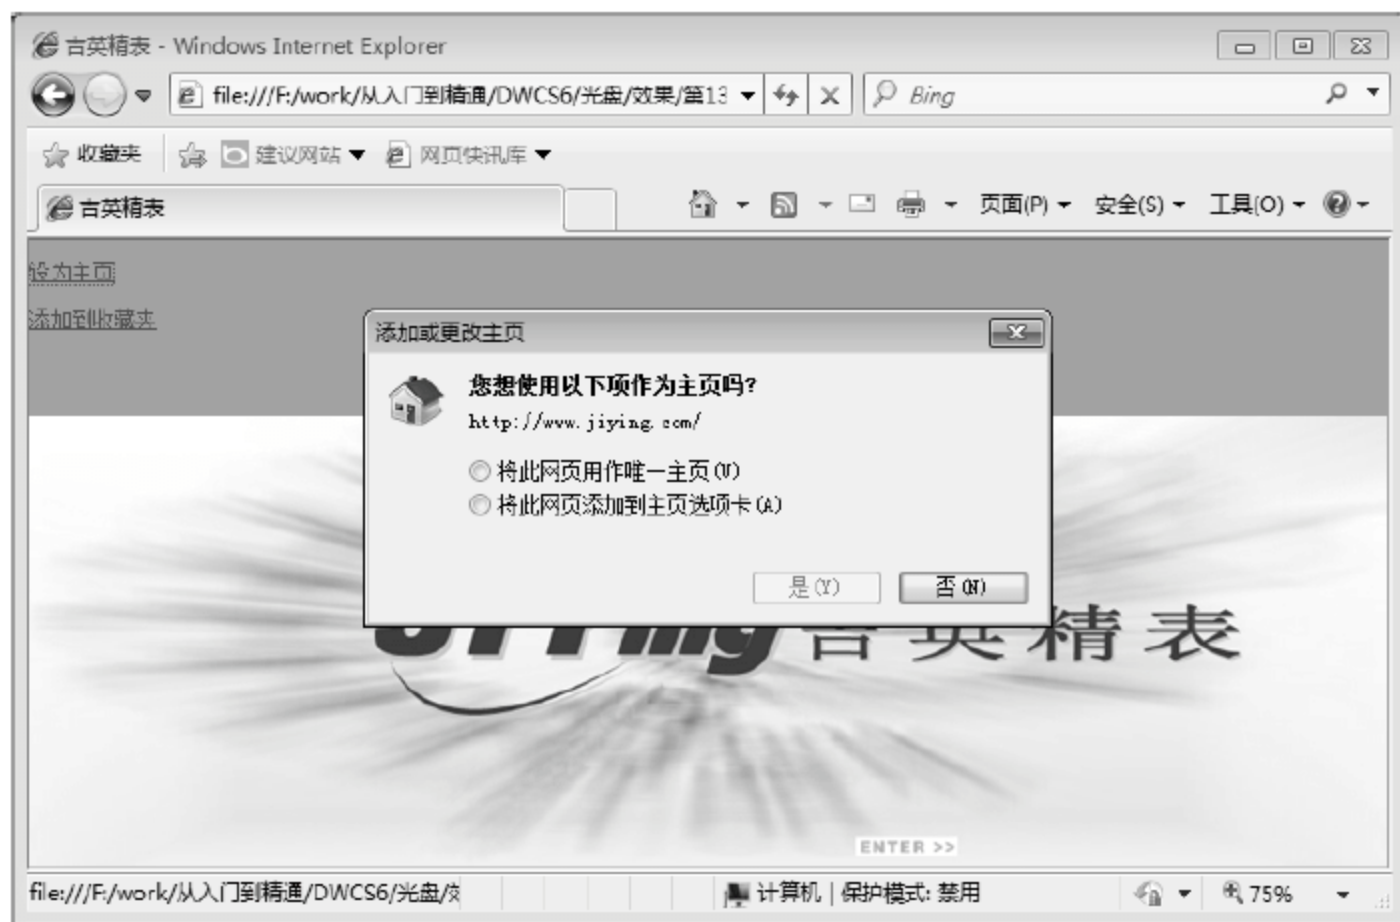 吉英精表 - Windows Internet Explorer
file:///F:/work/从入门到精通/DWCS6/光盘/效果/第13
Bing
收藏夹 建议网站 网页快讯库
吉英精表
页面(P) 安全(S) 工具(O)
设为主页
添加到收藏夹
添加或更改主页
您想使用以下项作为主页吗?
http://www.jiying.com/
将此网页用作唯一主页(U)
将此网页添加到主页选项卡(A)
是(Y) 否(N)
吉英精表
ENTER >>
file:///F:/work/从入门到精通/DWCS6/光盘/效
计算机 | 保护模式: 禁用
75%